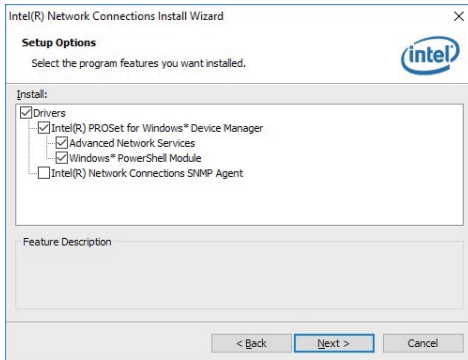 Intel(R) Network Connections Install Wizard
Setup Options
Select the program features you want installed.
intel
Install:
Drivers
Intel(R) PROSet for Windows* Device Manager
Advanced Network Services
Windows* PowerShell Module
Intel(R) Network Connections SNMP Agent
Feature Description
< Back Next > Cancel